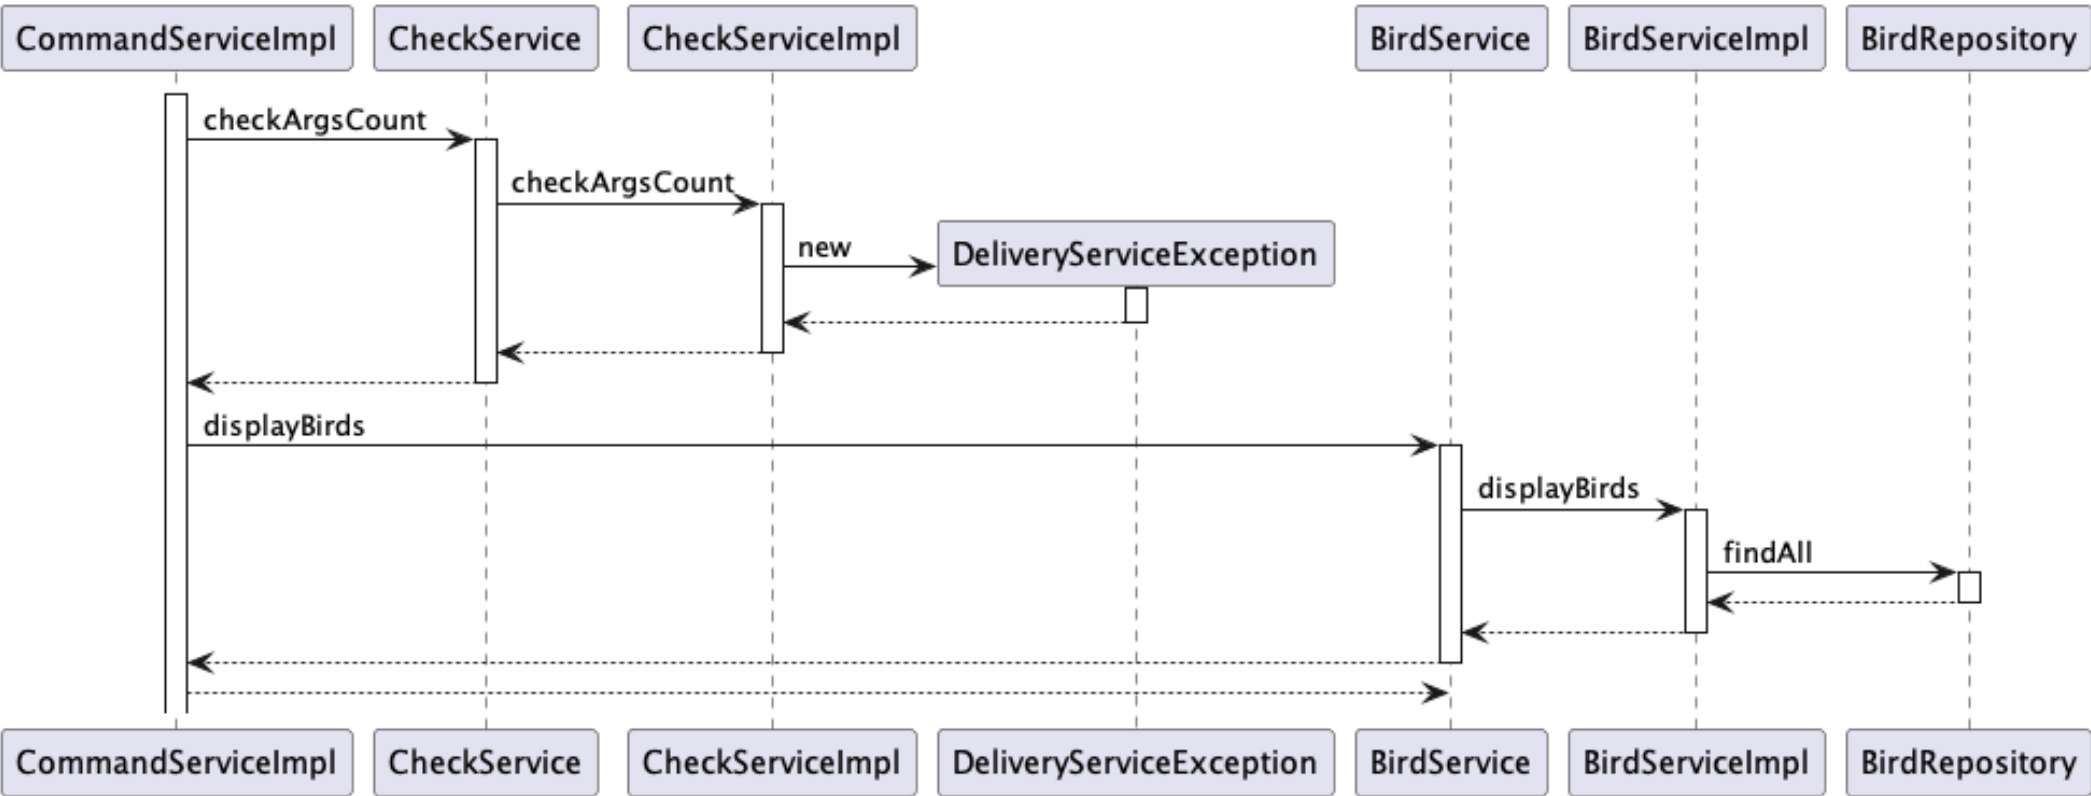 CommandServiceImpl
CheckService
CheckServiceImpl
BirdService
BirdServiceImpl
BirdRepository
checkArgsCount
checkArgsCount
new
DeliveryServiceException
displayBirds
displayBirds
findAll
CommandServiceImpl
CheckService
CheckServiceImpl
DeliveryServiceException
BirdService
BirdServiceImpl
BirdRepository